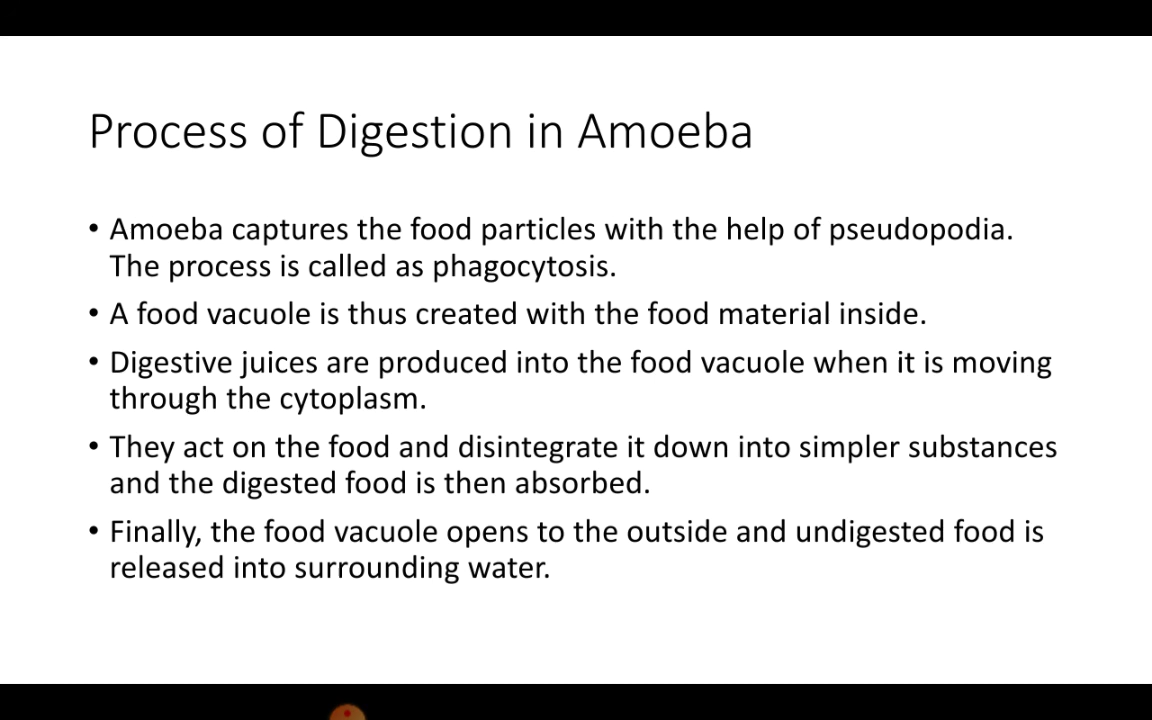 Process of Digestion in Amoeba
• Amoeba captures the food particles with the help of pseudopodia.
The process is called as phagocytosis.
• A food vacuole is thus created with the food material inside.
• Digestive juices are produced into the food vacuole when it is moving
through the cytoplasm.
• They act on the food and disintegrate it down into simpler substances
and the digested food is then absorbed.
• Finally, the food vacuole opens to the outside and undigested food is
released into surrounding water.